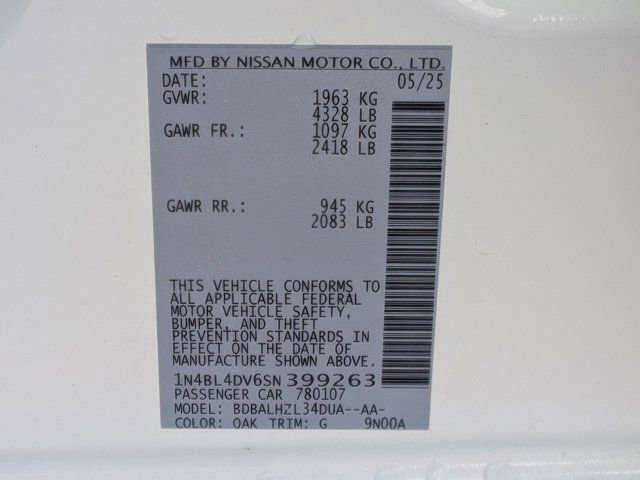 MFD BY NISSAN MOTOR CO., LTD.
DATE: 05/25
GVWR: 1963 KG
4328 LB
GAWR FR.: 1097 KG
2418 LB
GAWR RR.: 945 KG
2083 LB
THIS VEHICLE CONFORMS TO
ALL APPLICABLE FEDERAL
MOTOR VEHICLE SAFETY,
BUMPER, AND THEFT
PREVENTION STANDARDS IN
EFFECT ON THE DATE OF
MANUFACTURE SHOWN ABOVE.
1N4BL4DV6SN399263
PASSENGER CAR 780107
MODEL: BDBALHZL34DUA--AA-
COLOR: QAK TRIM: G 9N00A